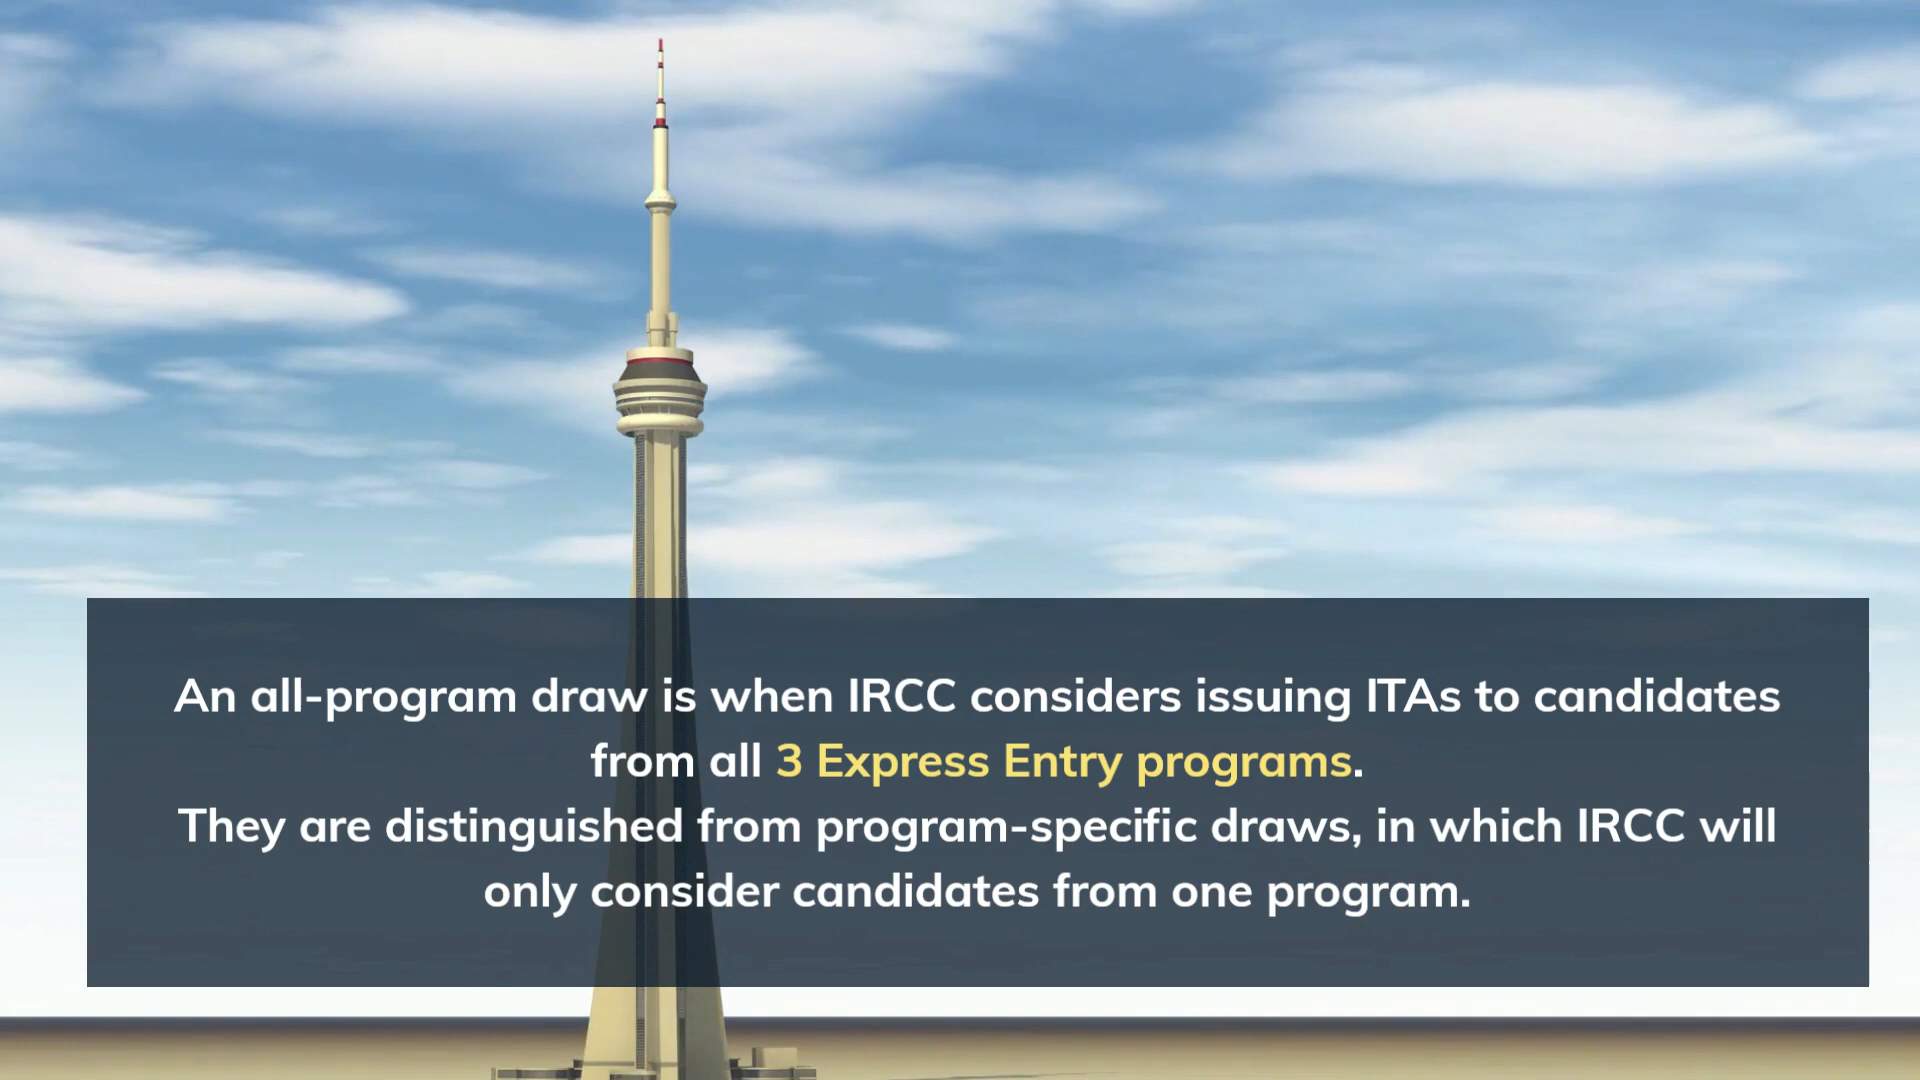 An all-program draw is when IRCC considers issuing ITAs to candidates
from all 3 Express Entry programs.
They are distinguished from program-specific draws, in which IRCC will
only consider candidates from one program.